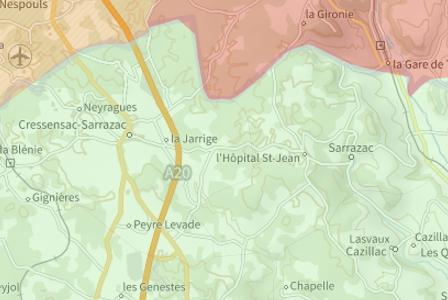 Nespouls
la Gironie
la Gare de
Neyragues
Cressensac-Sarrazac
la Jarrige
la Blénie
l'Hôpital St-Jean
Sarrazac
A20
Gignières
Peyre Levade
Lasvaux
Cazillac
les Genestes
Chapelle